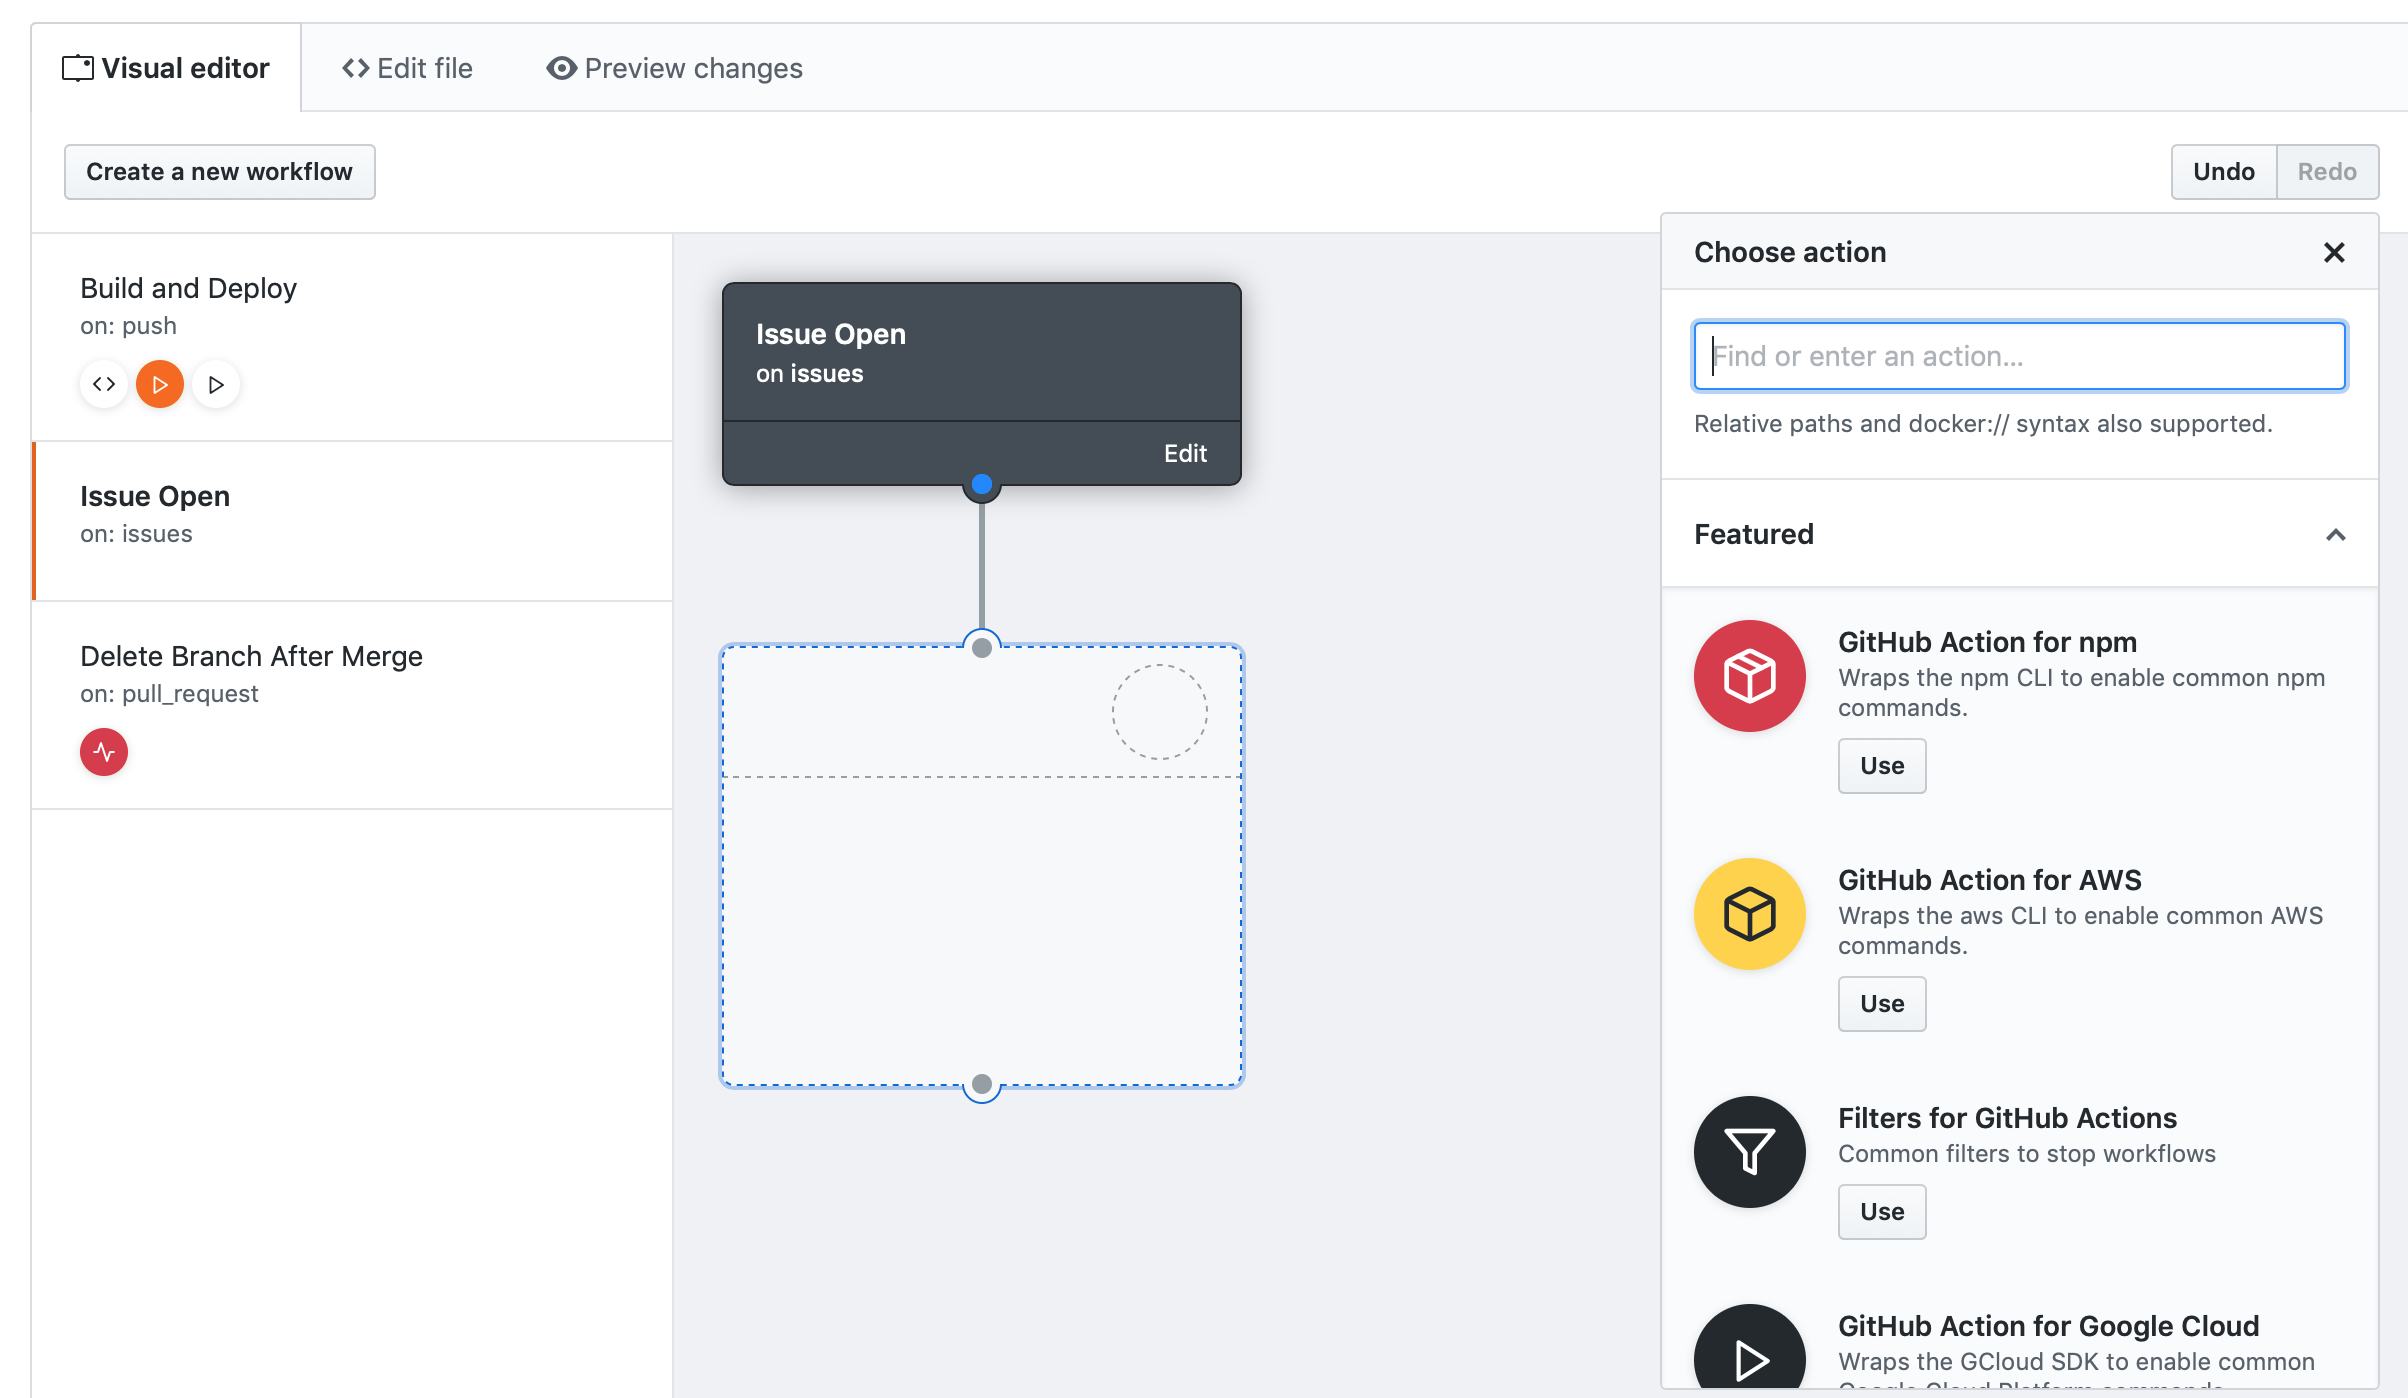 Visual editor
Edit file
Preview changes
Create a new workflow
Undo
Redo
Build and Deploy
on: push
Issue Open
on: issues
Delete Branch After Merge
on: pull_request
Issue Open
on issues
Edit
Choose action
Find or enter an action...
Relative paths and docker:// syntax also supported.
Featured
GitHub Action for npm
Wraps the npm CLI to enable common npm
commands.
Use
GitHub Action for AWS
Wraps the aws CLI to enable common AWS
commands.
Use
Filters for GitHub Actions
Common filters to stop workflows
Use
GitHub Action for Google Cloud
Wraps the GCloud SDK to enable common
Google Cloud Platform commands.